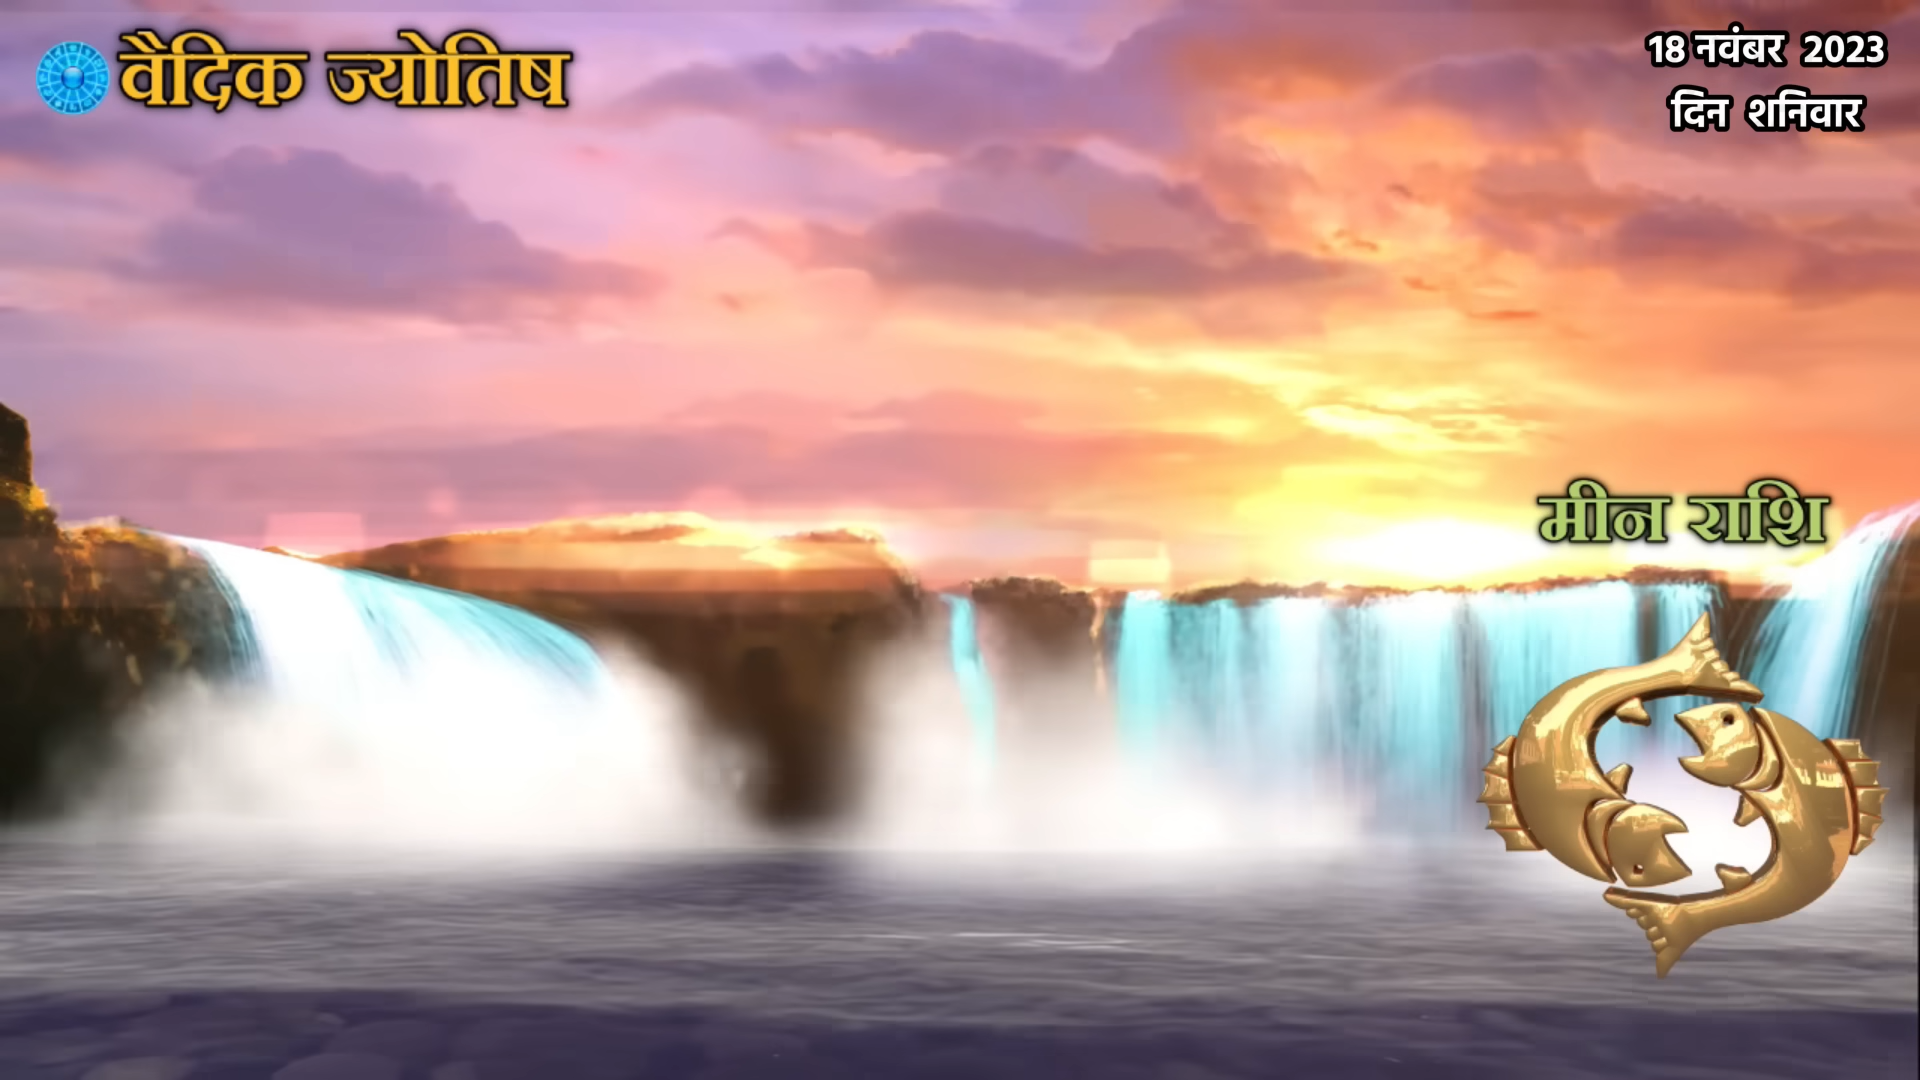 वैदिक ज्योतिष
18 नवंबर 2023
दिन शनिवार
मीन राशि